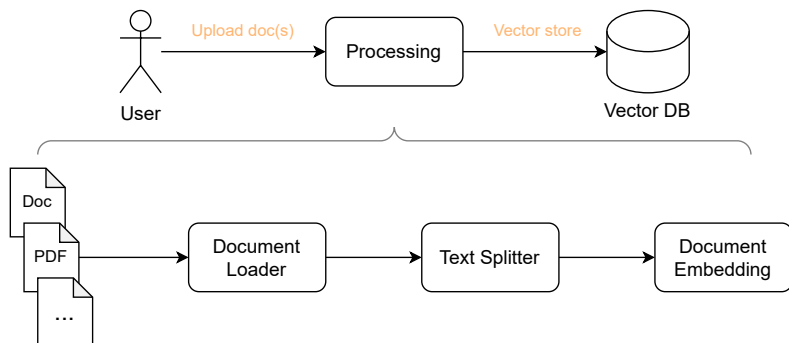 Upload doc(s)
Processing
Vector store
User
Vector DB
Doc
PDF
...
Document
Loader
Text Splitter
Document
Embedding